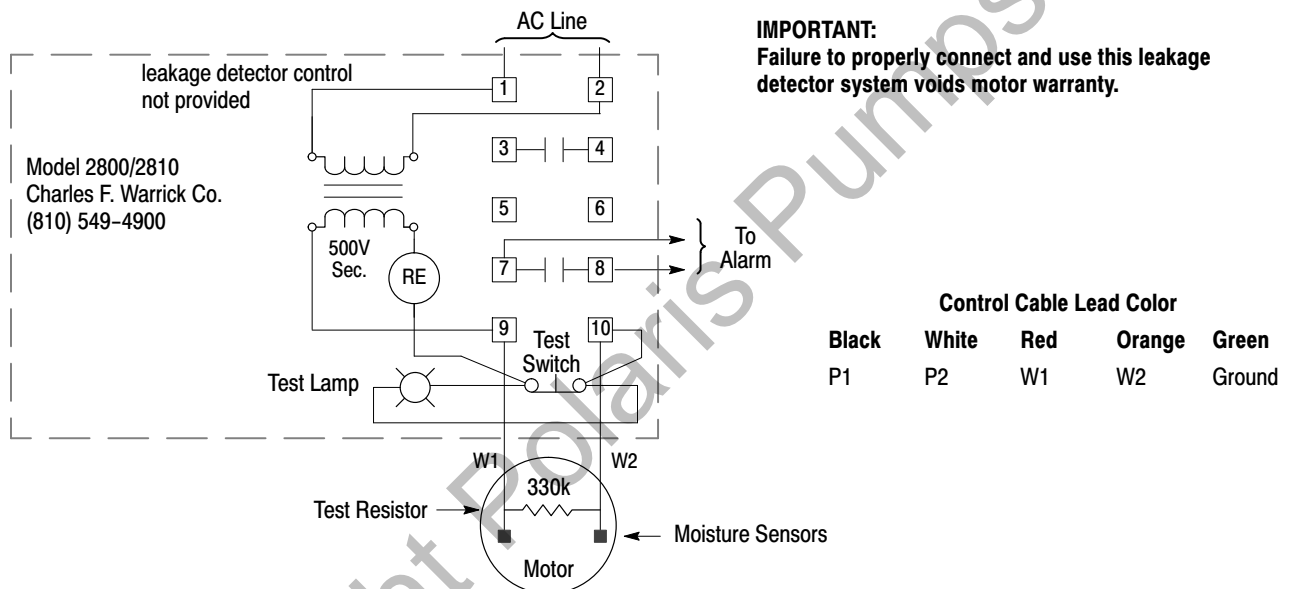 AC Line
IMPORTANT:
Failure to properly connect and use this leakage
detector system voids motor warranty.
leakage detector control
not provided
1
2
Model 2800/2810
Charles F. Warrick Co.
(810) 549-4900
3
4
5
6
500V
Sec.
RE
7
8
To
Alarm
9
10
Test
Switch
Test Lamp
Control Cable Lead Color
Black White Red Orange Green
P1 P2 W1 W2 Ground
W1
W2
330k
Test Resistor
Moisture Sensors
Motor
ht Polaris Pumps